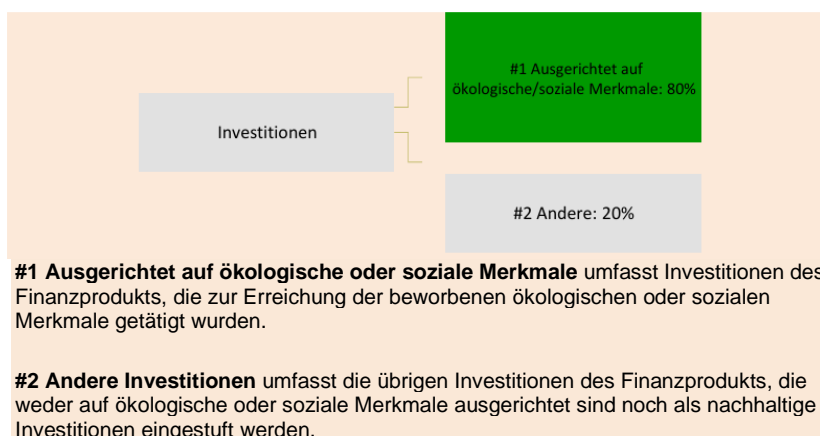 #1 Ausgerichtet auf
ökologische/soziale Merkmale: 80%
Investitionen
#2 Andere: 20%
#1 Ausgerichtet auf ökologische oder soziale Merkmale umfasst Investitionen des
Finanzprodukts, die zur Erreichung der beworbenen ökologischen oder sozialen
Merkmale getätigt wurden.
#2 Andere Investitionen umfasst die übrigen Investitionen des Finanzprodukts, die
weder auf ökologische oder soziale Merkmale ausgerichtet sind noch als nachhaltige
Investitionen eingestuft werden.